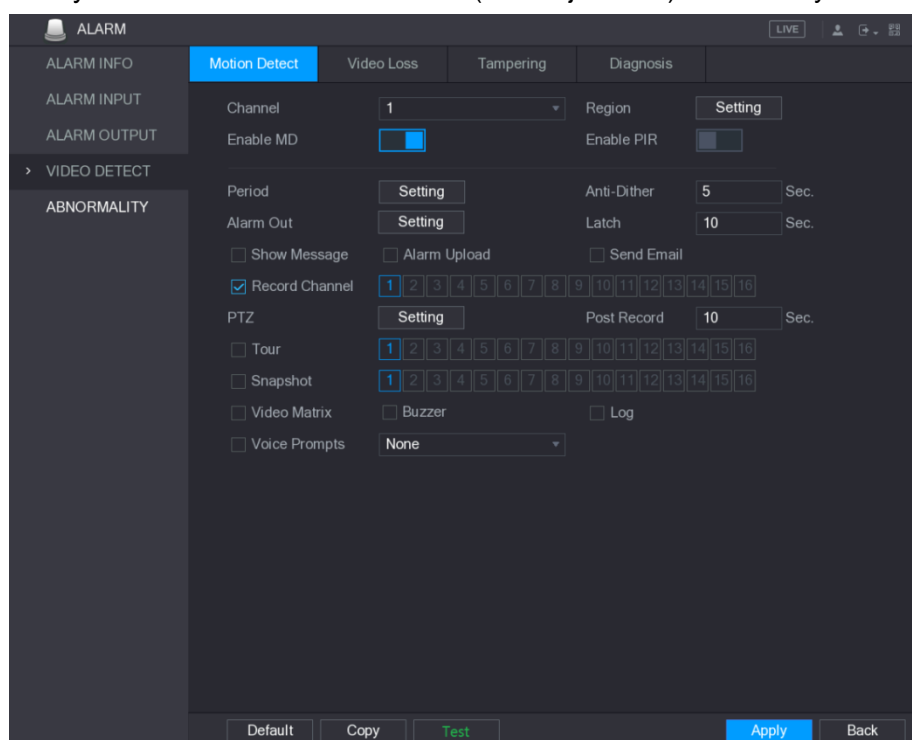 ALARM LIVE
ALARM INFO
ALARM INPUT
ALARM OUTPUT
> VIDEO DETECT
ABNORMALITY
Motion Detect Video Loss Tampering Diagnosis
Channel 1 Region Setting
Enable MD Enable PIR
Period Setting Anti-Dither 5 Sec.
Alarm Out Setting Latch 10 Sec.
Show Message Alarm Upload Send Email
Record Channel 1 2 3 4 5 6 7 8 9 10 11 12 13 14 15 16
PTZ Setting Post Record 10 Sec.
Tour 1 2 3 4 5 6 7 8 9 10 11 12 13 14 15 16
Snapshot 1 2 3 4 5 6 7 8 9 10 11 12 13 14 15 16
Video Matrix Buzzer Log
Voice Prompts None
Default Copy Test Apply Back